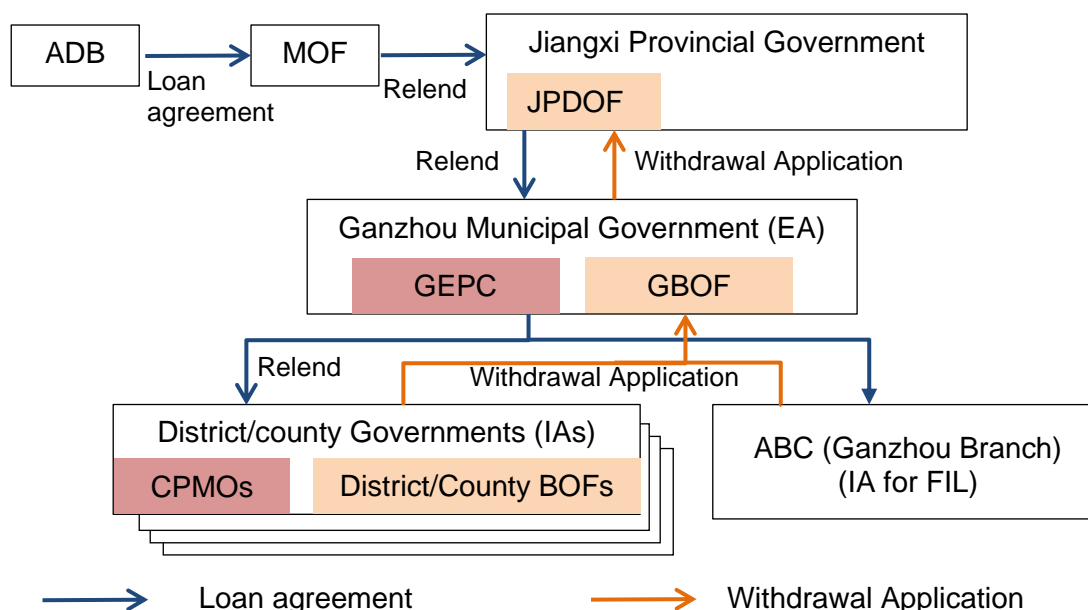 ADB
MOF
Jiangxi Provincial Government
Loan
agreement
Relend
JPDOF
Relend
Withdrawal Application
Ganzhou Municipal Government (EA)
GEPC
GBOF
Relend
Withdrawal Application
District/county Governments (IAs)
CPMOs
District/County BOFs
ABC (Ganzhou Branch)
(IA for FIL)
Loan agreement
Withdrawal Application